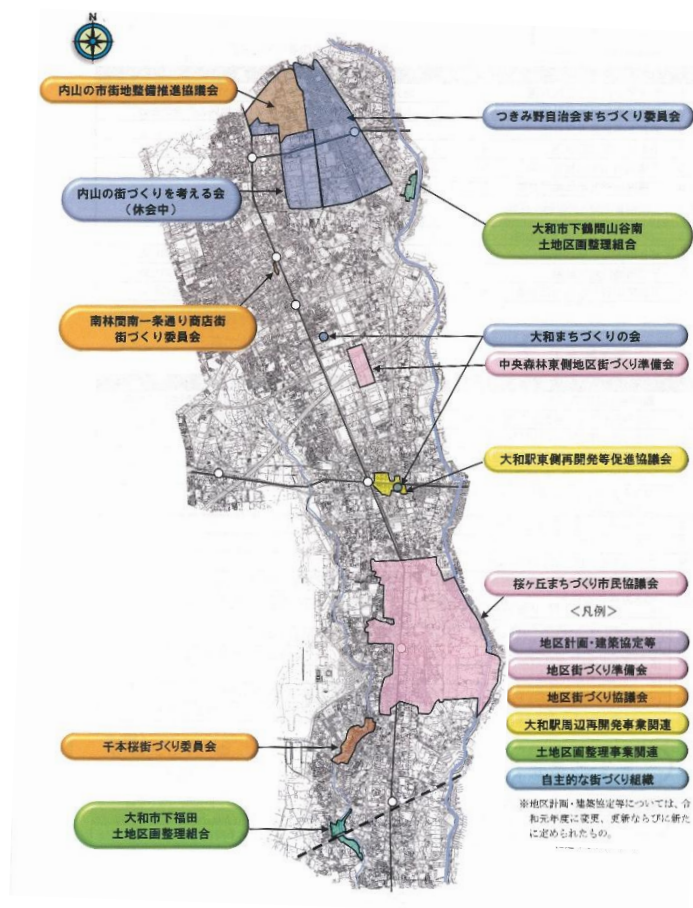 N
内山の市街地整備推進協議会
つきみ野自治会まちづくり委員会
内山の街づくりを考える会
(休会中)
大和市下鶴間山谷南
土地区画整理組合
南林間南一条通り商店街
街づくり委員会
大和まちづくりの会
中央森林東側地区街づくり準備会
大和駅東側再開発等促進協議会
桜ヶ丘まちづくり市民協議会
<凡例>
地区計画・建築協定等
地区街づくり準備会
地区街づくり協議会
大和駅周辺再開発事業関連
土地区画整理事業関連
自主的な街づくり組織
※地区計画・建築協定等については、令
和元年度に変更、更新ならびに新た
に定められたもの。
千本桜街づくり委員会
大和市下福田
土地区画整理組合